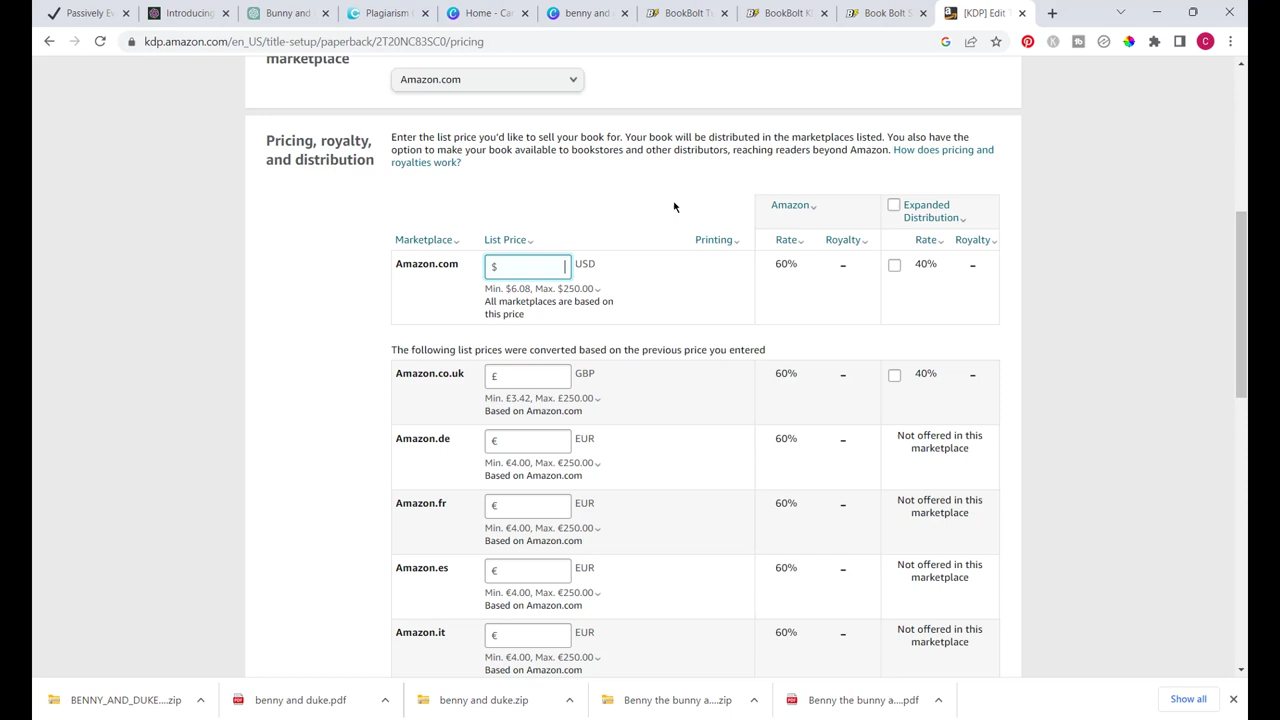 Passively E
Introducing
Bunny and
Plagiarism
Home - Ca
benny and
BookBolt T
BookBolt K
Book Bolt S
[KDP] Edit T
kdp.amazon.com/en_US/title-setup/paperback/2T20NC83SC0/pricing
C
marketplace
Amazon.com
Pricing, royalty,
and distribution
Enter the list price you'd like to sell your book for. Your book will be distributed in the marketplaces listed. You also have the
option to make your book available to bookstores and other distributors, reaching readers beyond Amazon. How does pricing and
royalties work?
Amazon
Expanded
Distribution
Marketplace List Price Printing Rate Royalty Rate Royalty
Amazon.com $ USD 60% – 40% –
Min. $6.08, Max. $250.00
All marketplaces are based on
this price
The following list prices were converted based on the previous price you entered
Amazon.co.uk £ GBP 60% – 40% –
Min. £3.42, Max. £250.00
Based on Amazon.com
Amazon.de € EUR 60% – Not offered in this
marketplace
Min. €4.00, Max. €250.00
Based on Amazon.com
Amazon.fr € EUR 60% – Not offered in this
marketplace
Min. €4.00, Max. €250.00
Based on Amazon.com
Amazon.es € EUR 60% – Not offered in this
marketplace
Min. €4.00, Max. €250.00
Based on Amazon.com
Amazon.it € EUR 60% – Not offered in this
marketplace
Min. €4.00, Max. €250.00
Based on Amazon.com
BENNY_AND_DUKE....zip
benny and duke.pdf
benny and duke.zip
Benny the bunny a....zip
Benny the bunny a....pdf
Show all